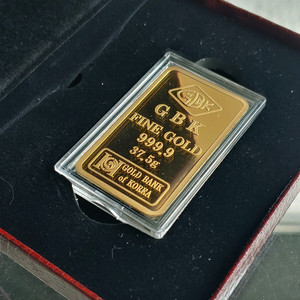 GBK
G B K
FINE GOLD
999.9
37.5g
GOLD BANK
of KOREA